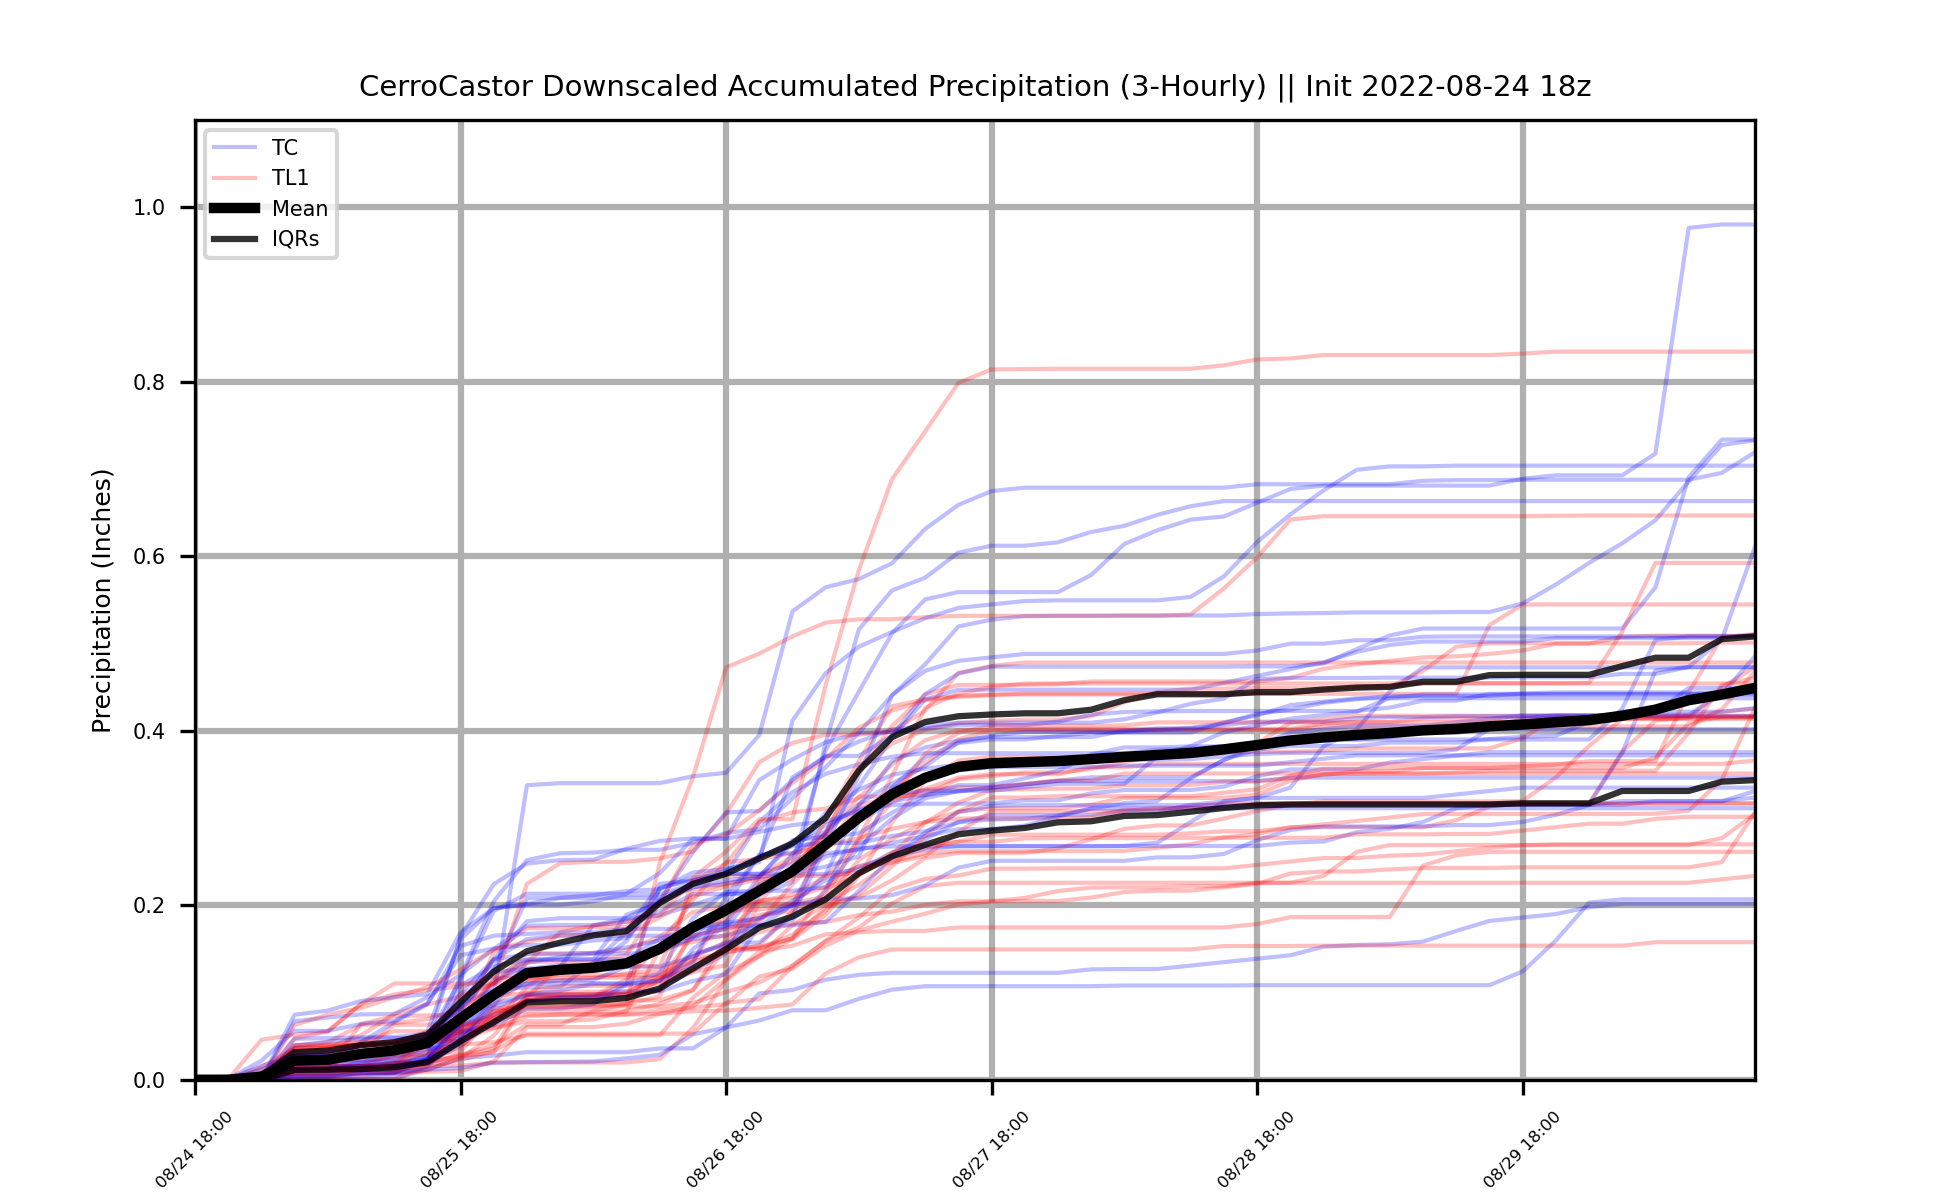 CerroCastor Downscaled Accumulated Precipitation (3-Hourly) || Init 2022-08-24 18z
TC
TL1
Mean
IQRs
Precipitation (Inches)
1.0
0.8
0.6
0.4
0.2
0.0
08/24 18:00
08/25 18:00
08/26 18:00
08/27 18:00
08/28 18:00
08/29 18:00